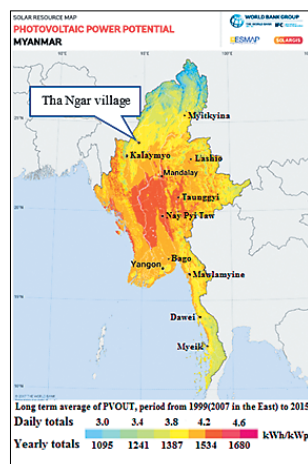 SOLAR RESOURCE MAP
PHOTOVOLTAIC POWER POTENTIAL
MYANMAR
WORLD BANK GROUP
IFC
ESMAP
SOLARGIS
Tha Ngar village
Myitkyina
Kalaymyo
Lashio
Mandalay
Taunggyi
Nay Pyi Taw
Bago
Yangon
Mawlamyine
Dawei
Myeik
Long term average of PVOUT, period from 1999(2007 in the East) to 2015
Daily totals 3.0 3.4 3.8 4.2 4.6
kWh/kWp
Yearly totals 1095 1241 1387 1534 1680